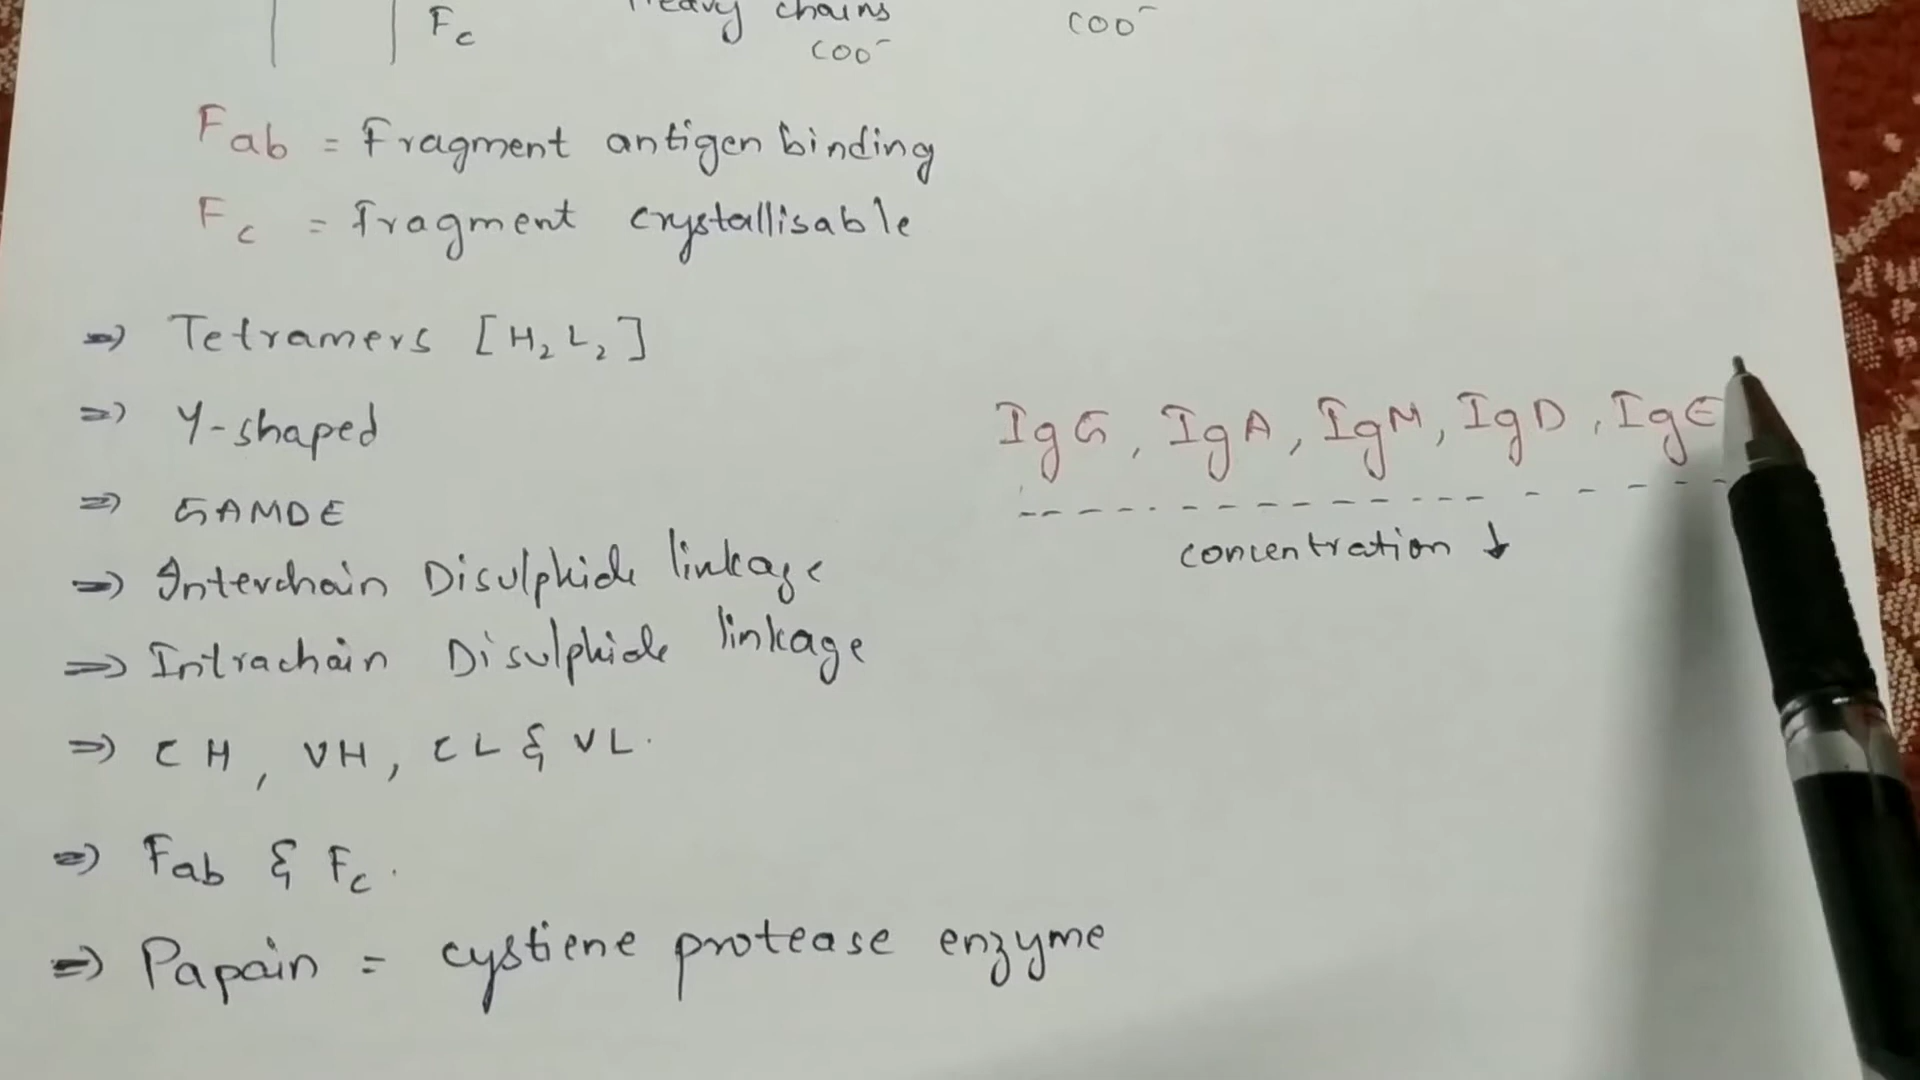 Fc Heavy chains COO⁻
COO⁻
Fab = Fragment antigen binding
Fc = Fragment crystallisable
⇒ Tetramers [H₂L₂]
⇒ Y-shaped
IgG, IgA, IgM, IgD, IgE
⇒ GAMDE
concentration ↓
⇒ Interchain Disulphide linkage
⇒ Intrachain Disulphide linkage
⇒ CH, VH, CL & VL.
⇒ Fab & Fc.
⇒ Papain = cystiene protease enzyme